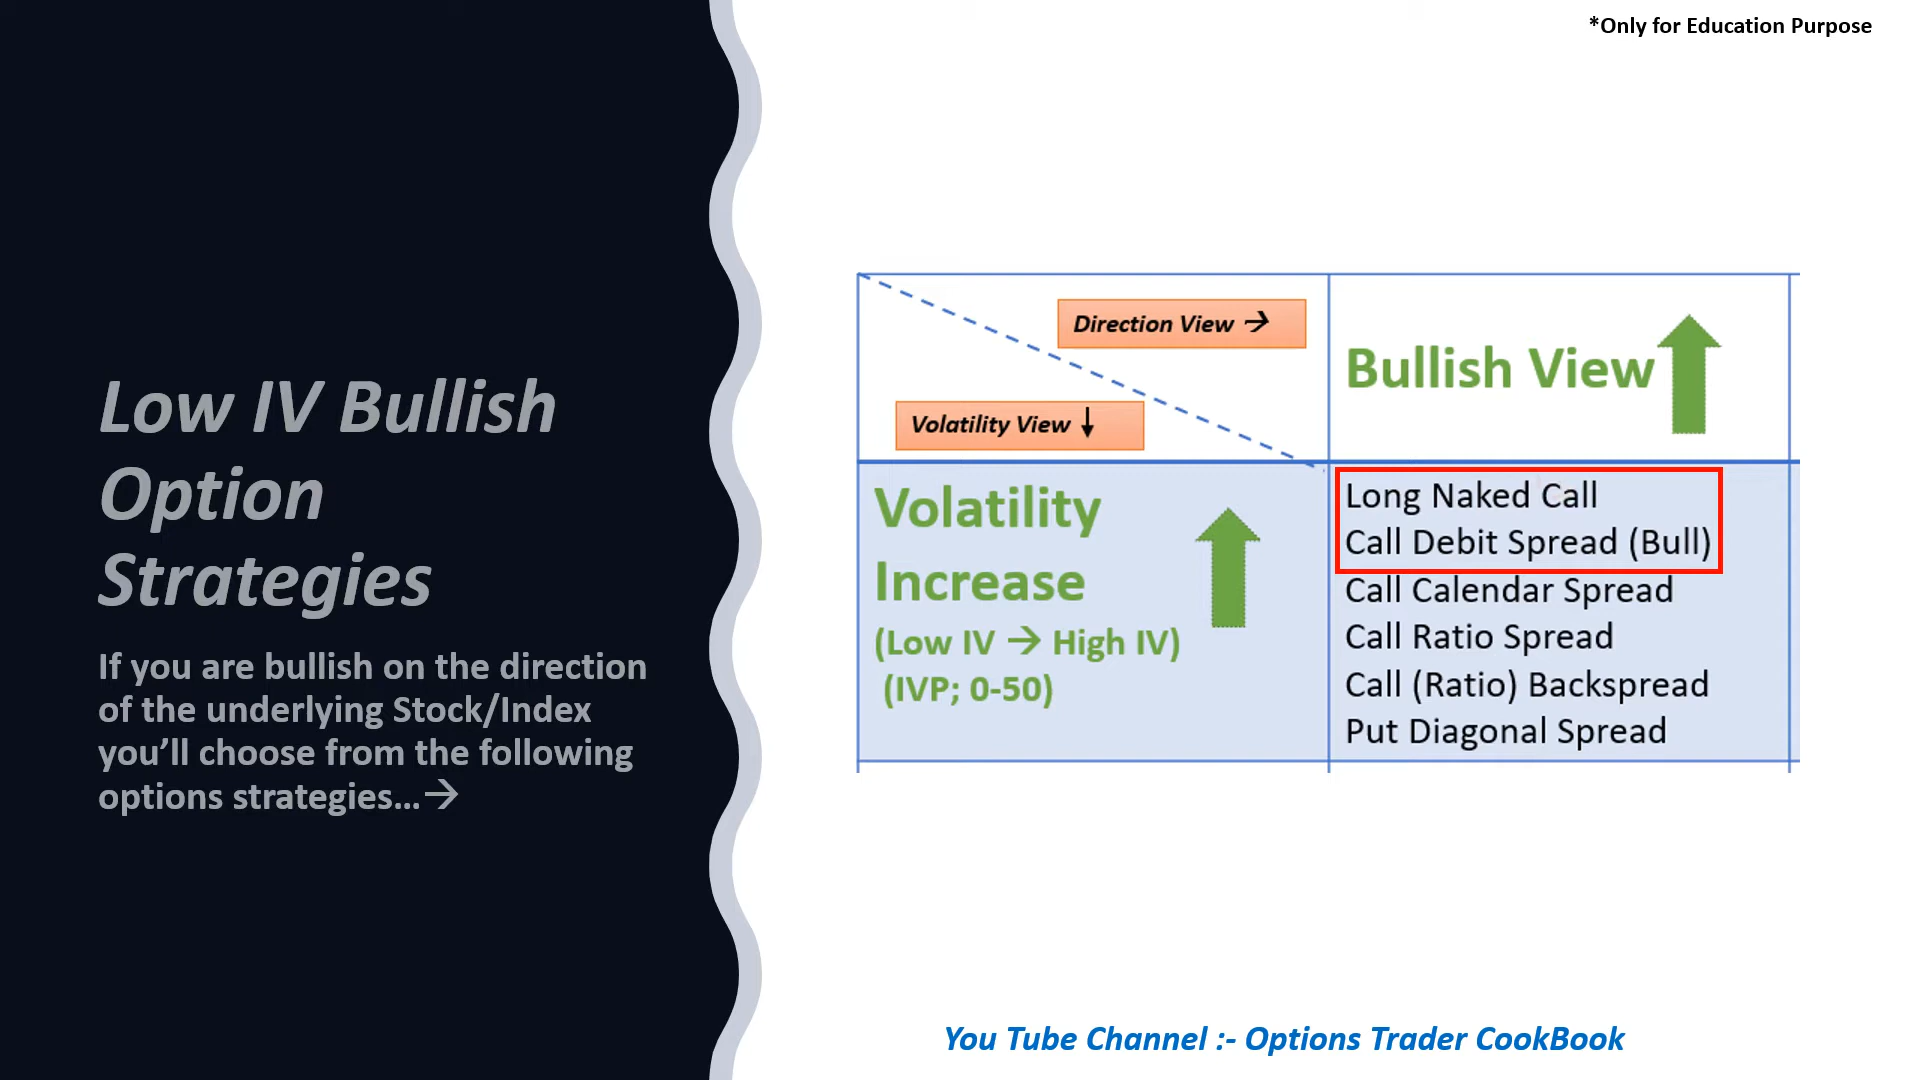 *Only for Education Purpose
Low IV Bullish
Option
Strategies
If you are bullish on the direction
of the underlying Stock/Index
you’ll choose from the following
options strategies...→
Direction View →
Volatility View ↓
Bullish View
Volatility
Increase
(Low IV → High IV)
(IVP; 0-50)
Long Naked Call
Call Debit Spread (Bull)
Call Calendar Spread
Call Ratio Spread
Call (Ratio) Backspread
Put Diagonal Spread
You Tube Channel :- Options Trader CookBook